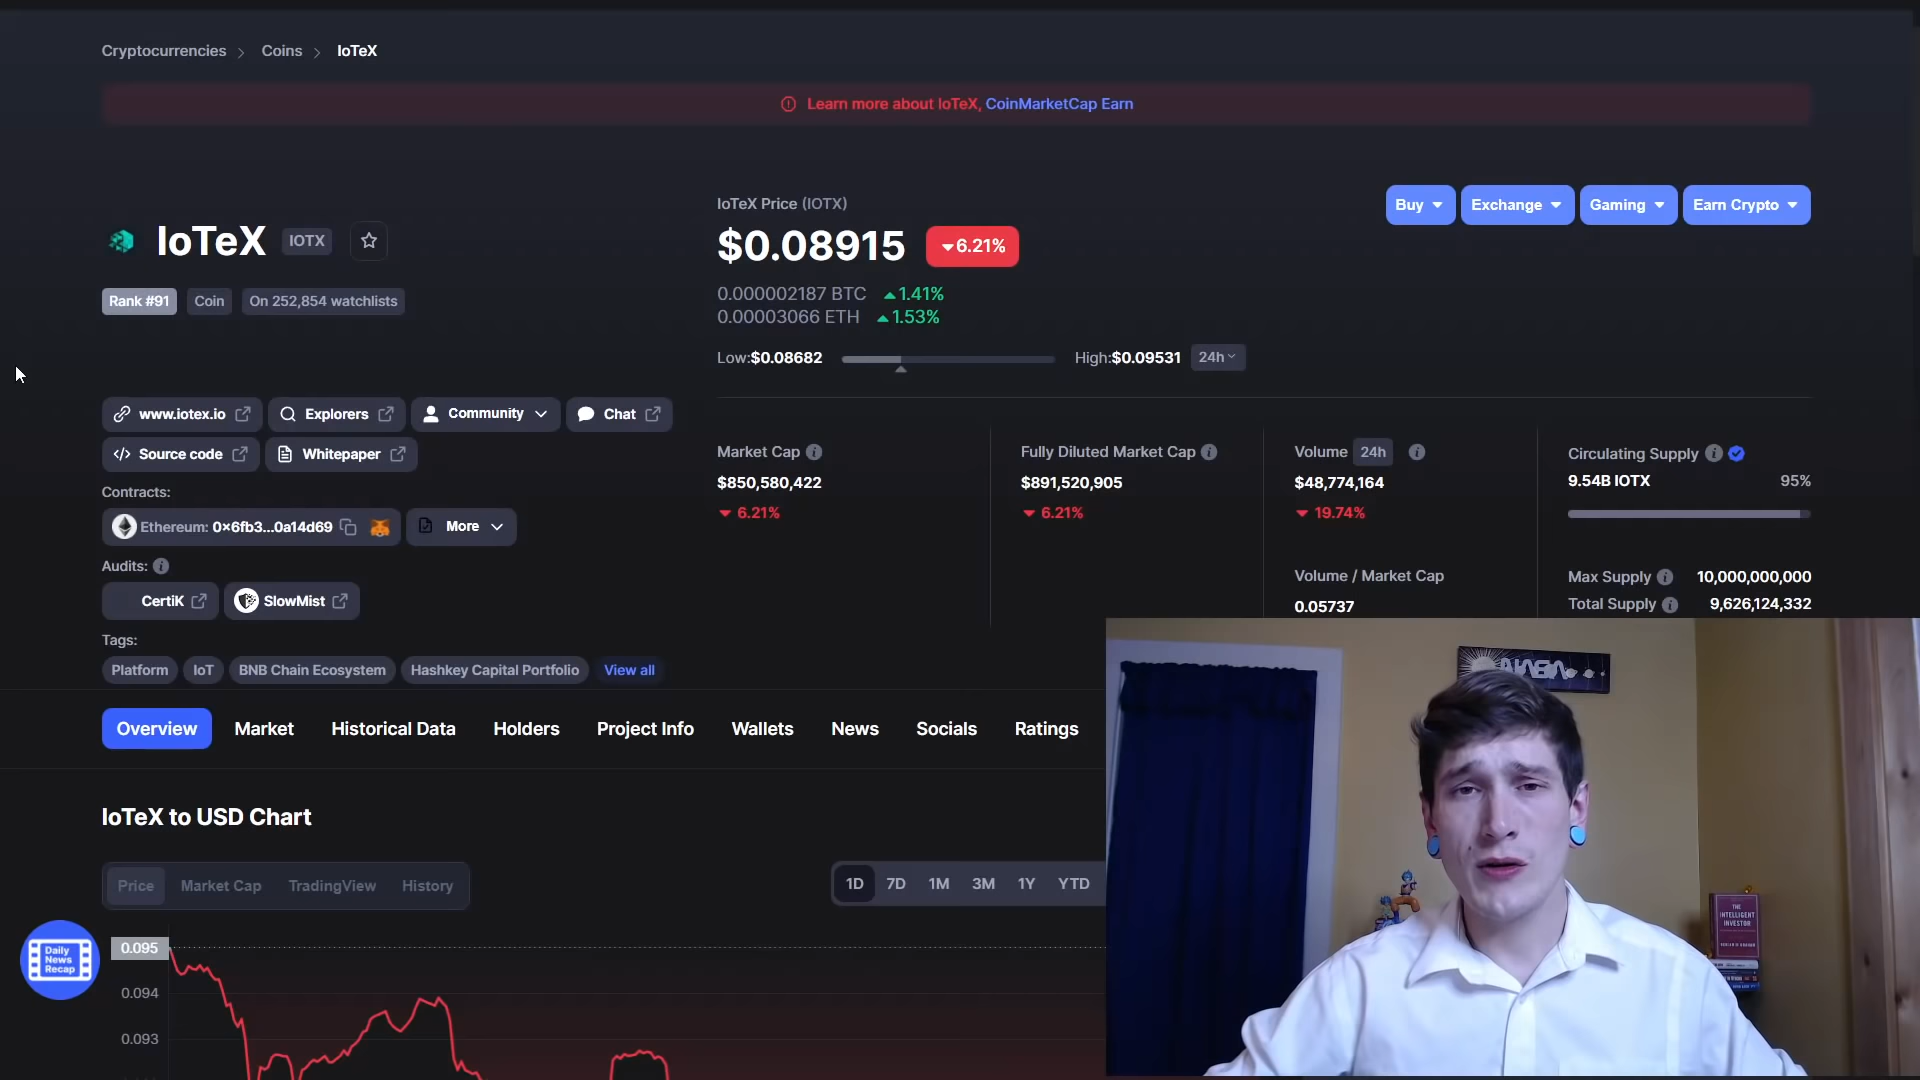 Cryptocurrencies > Coins > IoTeX
Learn more about IoTeX, CoinMarketCap Earn
IoTeX IOTX
Rank #91 Coin On 252,854 watchlists
IoTeX Price (IOTX)
$0.08915 6.21%
0.000002187 BTC 1.41%
0.00003066 ETH 1.53%
Low:$0.08682 High:$0.09531 24h
Buy Exchange Gaming Earn Crypto
www.iotex.io Explorers Community Chat
Source code Whitepaper
Contracts:
Ethereum: 0x6fb3...0a14d69 More
Audits:
CertiK SlowMist
Tags:
Platform IoT BNB Chain Ecosystem Hashkey Capital Portfolio View all
Market Cap
$850,580,422
6.21%
Fully Diluted Market Cap
$891,520,905
6.21%
Volume 24h
$48,774,164
19.74%
Volume / Market Cap
0.05737
Circulating Supply
9.54B IOTX 95%
Max Supply 10,000,000,000
Total Supply 9,626,124,332
Overview Market Historical Data Holders Project Info Wallets News Socials Ratings
IoTeX to USD Chart
Price Market Cap TradingView History
1D 7D 1M 3M 1Y YTD
0.095
0.094
0.093
Daily
News
Recap
THE
INTELLIGENT
INVESTOR